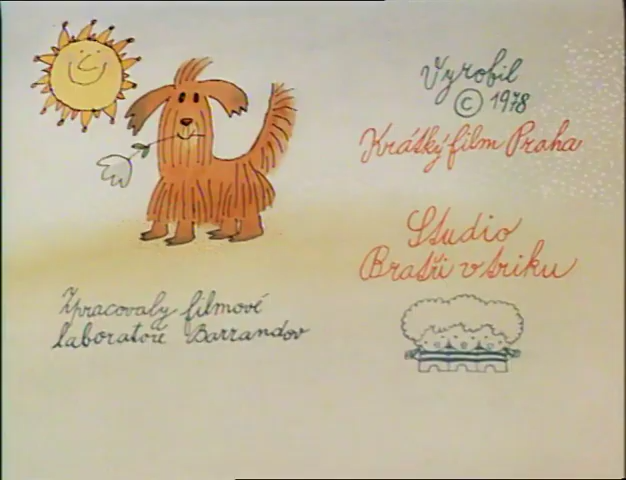 Vyrobil
© 1978
Krátký film Praha
Studio
Bratři v triku
Zpracovaly filmové
laboratoře Barrandov